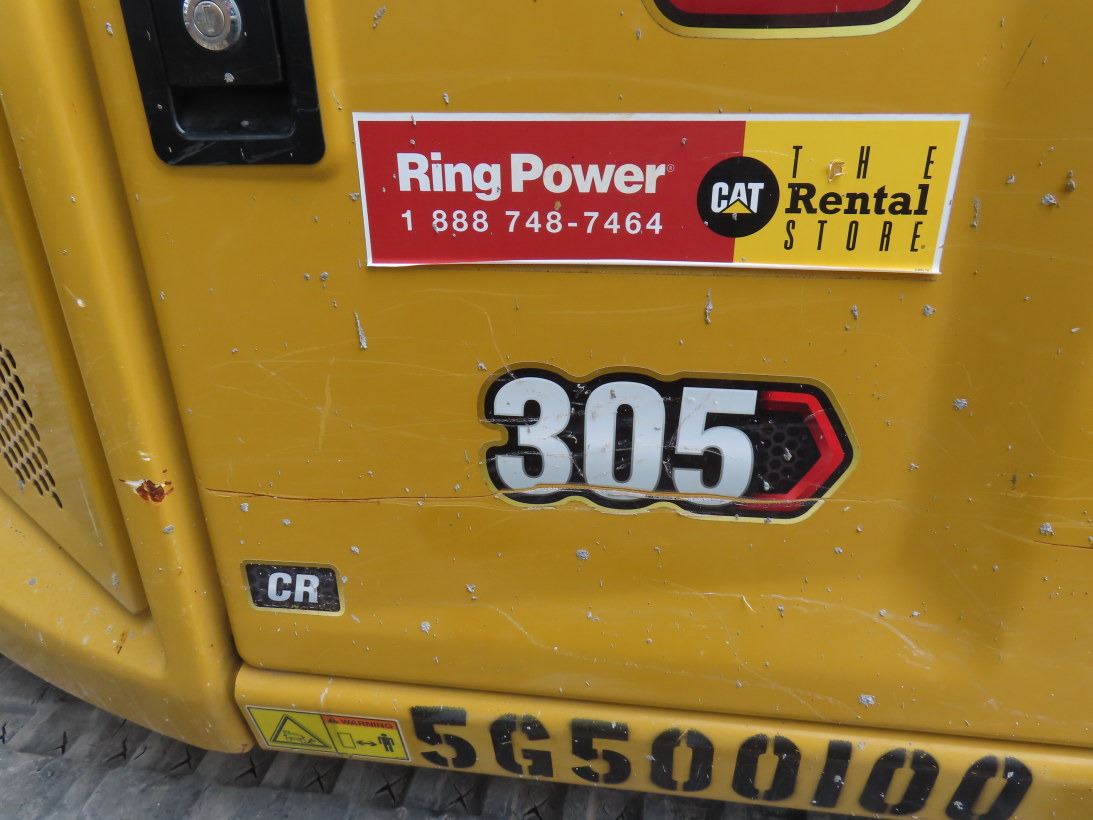 Ring Power®
1 888 748-7464
CAT
THE
Rental
STORE
305
CR
WARNING
5G500100